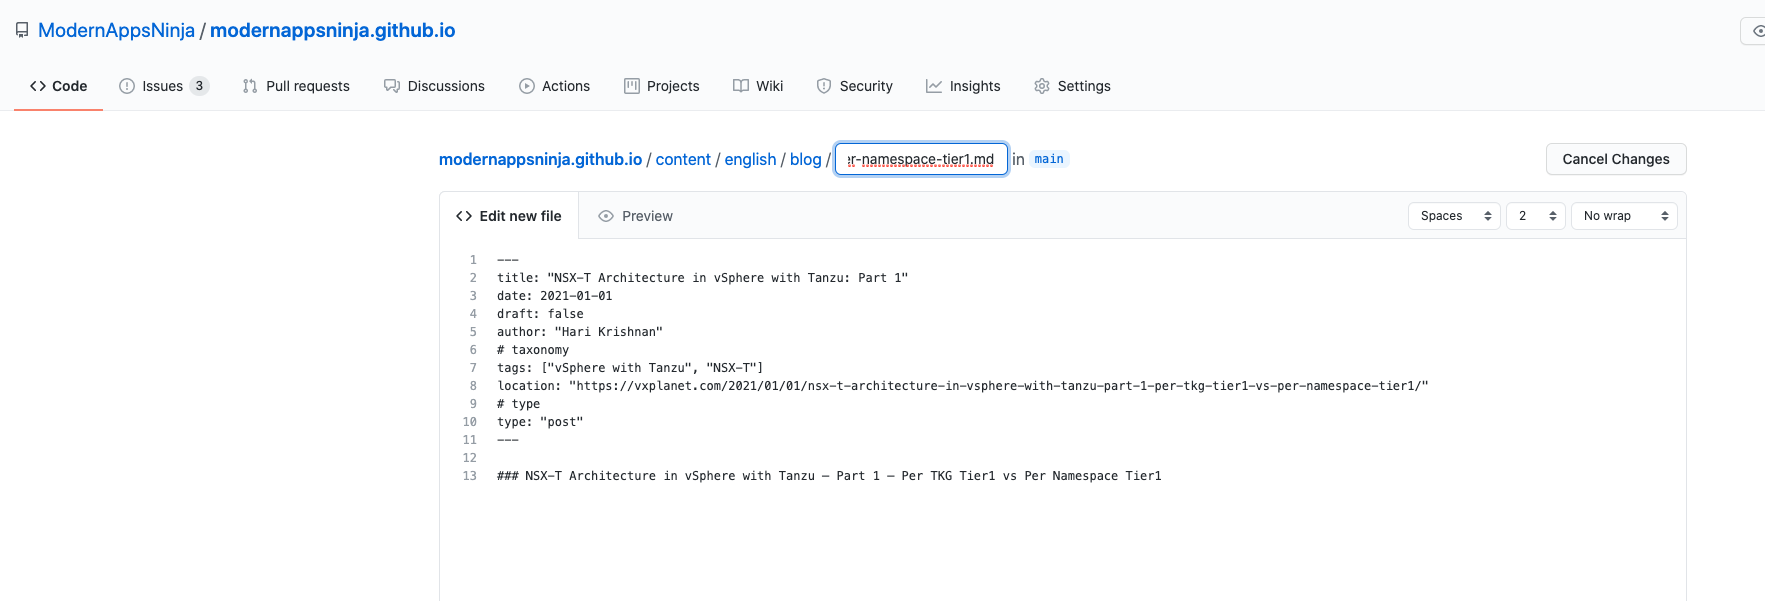 ModernAppsNinja / modernappsninja.github.io
Code Issues 3 Pull requests Discussions Actions Projects Wiki Security Insights Settings
modernappsninja.github.io / content / english / blog / er-namespace-tier1.md in main Cancel Changes
Edit new file Preview Spaces 2 No wrap
1 ---
2 title: "NSX-T Architecture in vSphere with Tanzu: Part 1"
3 date: 2021-01-01
4 draft: false
5 author: "Hari Krishnan"
6 # taxonomy
7 tags: ["vSphere with Tanzu", "NSX-T"]
8 location: "https://vxplanet.com/2021/01/01/nsx-t-architecture-in-vsphere-with-tanzu-part-1-per-tkg-tier1-vs-per-namespace-tier1/"
9 # type
10 type: "post"
11 ---
12
13 ### NSX-T Architecture in vSphere with Tanzu – Part 1 – Per TKG Tier1 vs Per Namespace Tier1